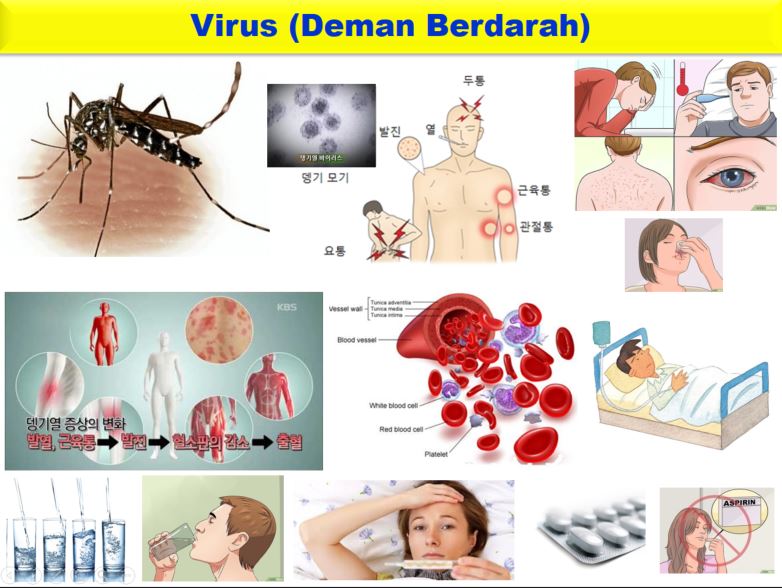 Virus (Deman Berdarah)
두통
발진
열
뎅기열 바이러스
뎅기 모기
근육통
관절통
요통
KBS
뎅기열 증상의 변화
발열, 근육통 → 발진 → 혈소판의 감소 → 출혈
Vessel wall
Tunica adventitia
Tunica media
Tunica intima
Blood vessel
White blood cell
Red blood cell
Platelet
ASPIRIN